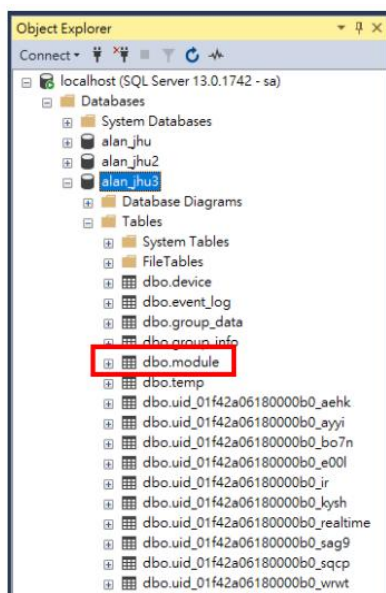 Object Explorer
Connect
localhost (SQL Server 13.0.1742 - sa)
Databases
System Databases
alan_jhu
alan_jhu2
alan_jhu3
Database Diagrams
Tables
System Tables
FileTables
dbo.device
dbo.event_log
dbo.group_data
dbo.group_info
dbo.module
dbo.temp
dbo.uid_01f42a06180000b0_aehk
dbo.uid_01f42a06180000b0_ayyi
dbo.uid_01f42a06180000b0_bo7n
dbo.uid_01f42a06180000b0_e00l
dbo.uid_01f42a06180000b0_ir
dbo.uid_01f42a06180000b0_kysh
dbo.uid_01f42a06180000b0_realtime
dbo.uid_01f42a06180000b0_sag9
dbo.uid_01f42a06180000b0_sqcp
dbo.uid_01f42a06180000b0_wrwt